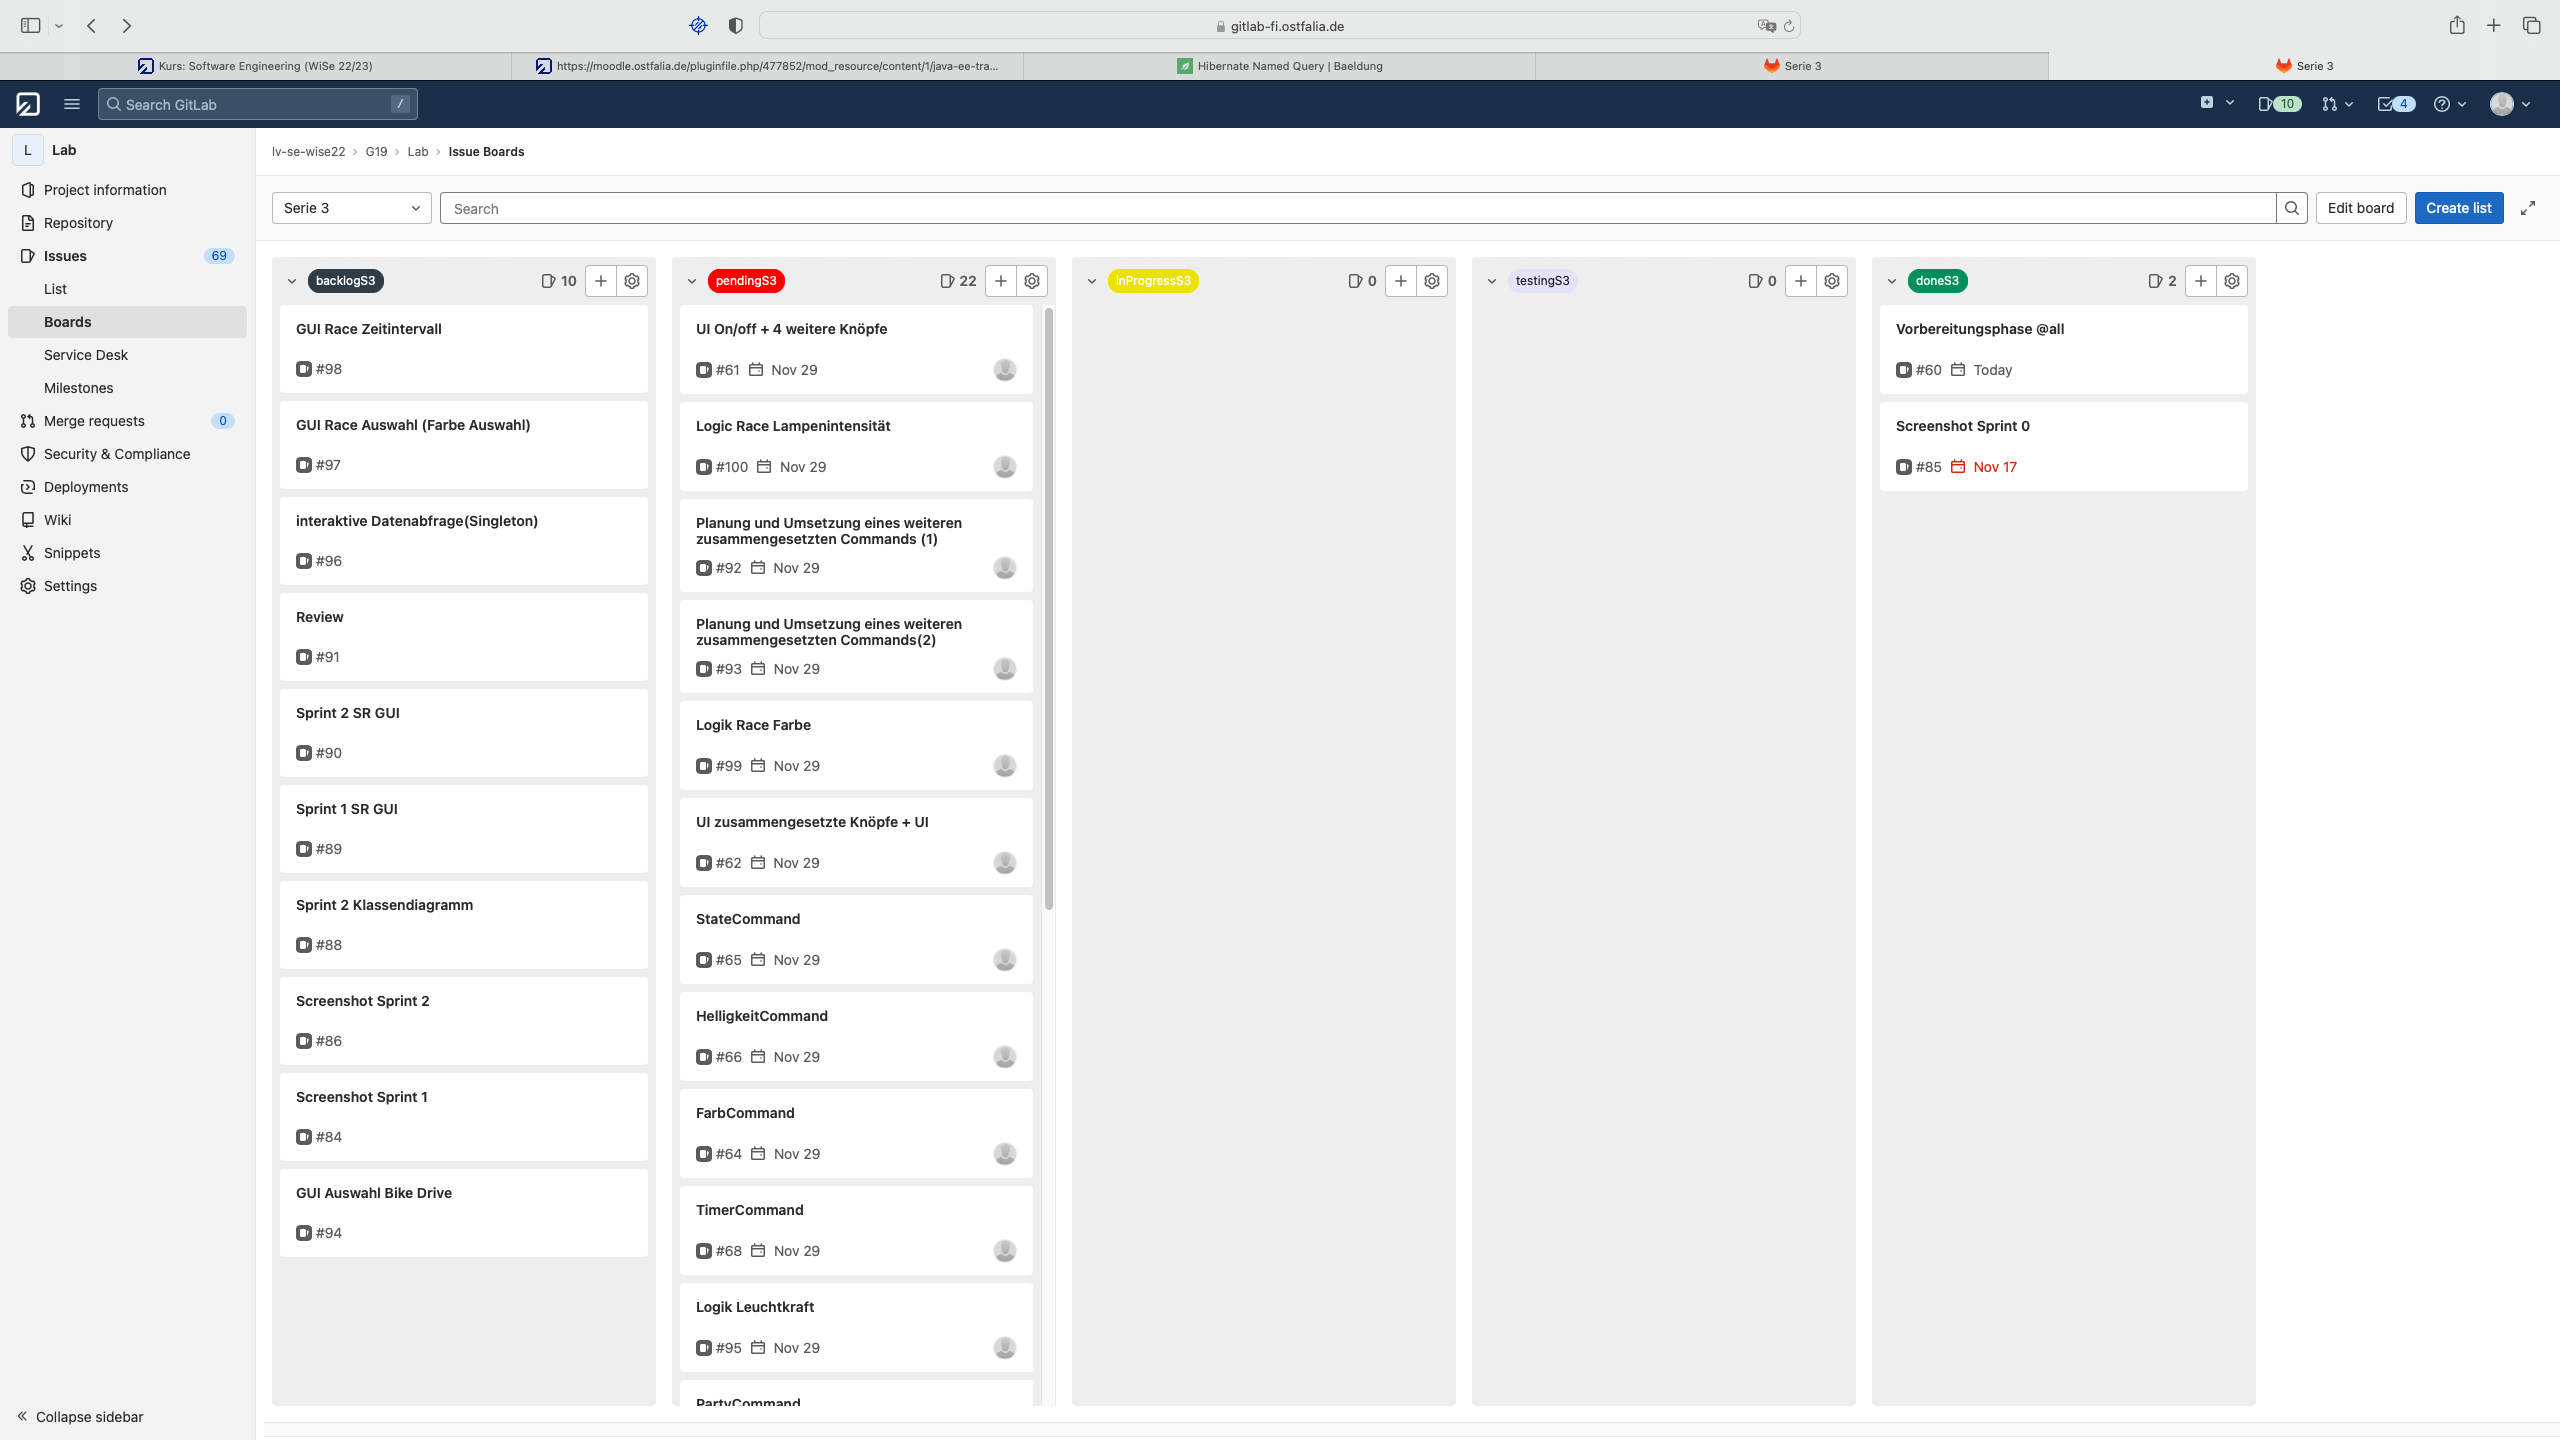 gitlab-fi.ostfalia.de
Kurs: Software Engineering (WiSe 22/23)
https://moodle.ostfalia.de/pluginfile.php/477852/mod_resource/content/1/java-ee-tra...
Hibernate Named Query | Baeldung
Serie 3
Serie 3
Search GitLab /
10
4
L Lab
Project information
Repository
Issues 69
List
Boards
Service Desk
Milestones
Merge requests 0
Security & Compliance
Deployments
Wiki
Snippets
Settings
Collapse sidebar
lv-se-wise22 › G19 › Lab › Issue Boards
Serie 3
Search
Edit board
Create list
backlogS3 10
GUI Race Zeitintervall
#98
GUI Race Auswahl (Farbe Auswahl)
#97
interaktive Datenabfrage(Singleton)
#96
Review
#91
Sprint 2 SR GUI
#90
Sprint 1 SR GUI
#89
Sprint 2 Klassendiagramm
#88
Screenshot Sprint 2
#86
Screenshot Sprint 1
#84
GUI Auswahl Bike Drive
#94
pendingS3 22
UI On/off + 4 weitere Knöpfe
#61 Nov 29
Logic Race Lampenintensität
#100 Nov 29
Planung und Umsetzung eines weiteren
zusammengesetzten Commands (1)
#92 Nov 29
Planung und Umsetzung eines weiteren
zusammengesetzten Commands(2)
#93 Nov 29
Logik Race Farbe
#99 Nov 29
UI zusammengesetzte Knöpfe + UI
#62 Nov 29
StateCommand
#65 Nov 29
HelligkeitCommand
#66 Nov 29
FarbCommand
#64 Nov 29
TimerCommand
#68 Nov 29
Logik Leuchtkraft
#95 Nov 29
PartyCommand
inProgressS3 0
testingS3 0
doneS3 2
Vorbereitungsphase @all
#60 Today
Screenshot Sprint 0
#85 Nov 17